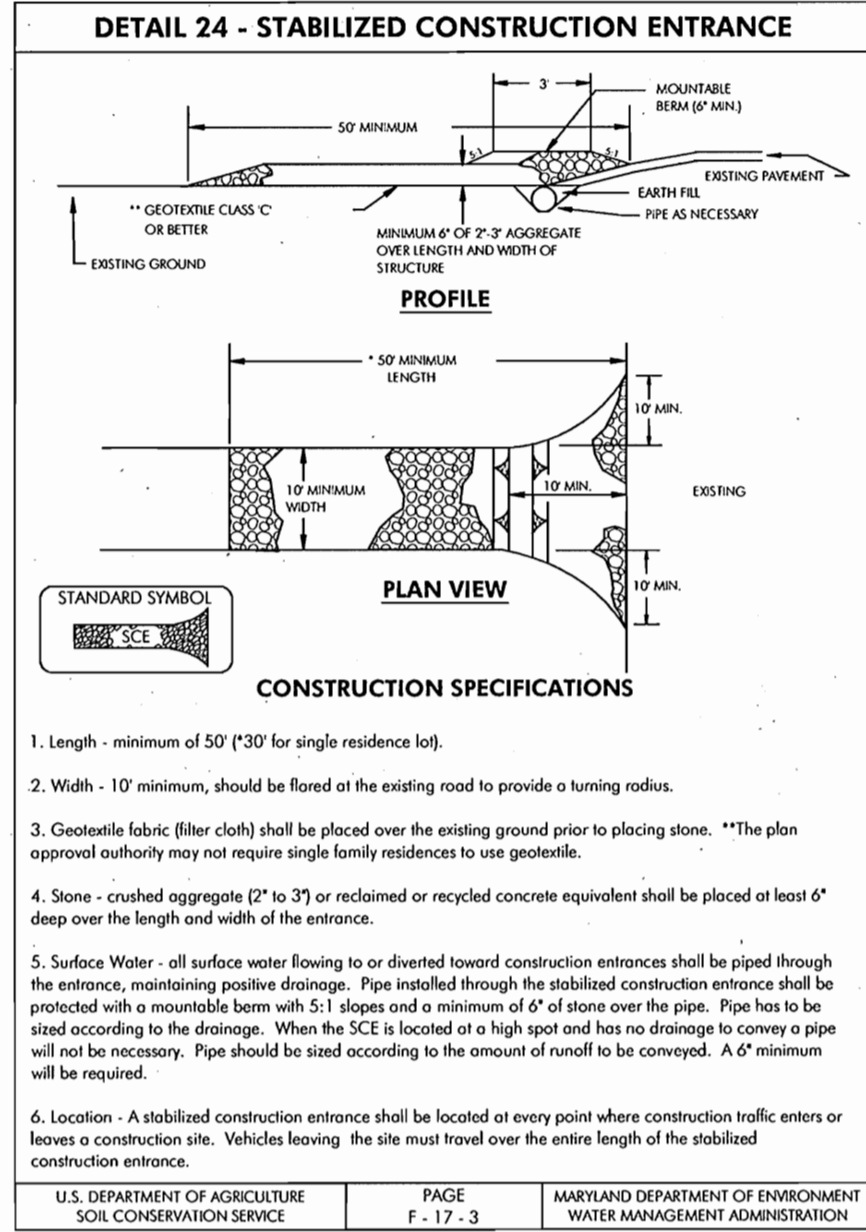 DETAIL 24 - STABILIZED CONSTRUCTION ENTRANCE
3'
MOUNTABLE
BERM (6" MIN.)
50' MINIMUM
5:1
5:1
EXISTING PAVEMENT
** GEOTEXTILE CLASS 'C'
OR BETTER
EARTH FILL
PIPE AS NECESSARY
MINIMUM 6" OF 2"-3" AGGREGATE
OVER LENGTH AND WIDTH OF
STRUCTURE
EXISTING GROUND
PROFILE
* 50' MINIMUM
LENGTH
10' MIN.
10' MINIMUM
WIDTH
10' MIN.
EXISTING
10' MIN.
PLAN VIEW
STANDARD SYMBOL
SCE
CONSTRUCTION SPECIFICATIONS
1. Length - minimum of 50' (*30' for single residence lot).
2. Width - 10' minimum, should be flared at the existing road to provide a turning radius.
3. Geotextile fabric (filter cloth) shall be placed over the existing ground prior to placing stone. **The plan
approval authority may not require single family residences to use geotextile.
4. Stone - crushed aggregate (2" to 3") or reclaimed or recycled concrete equivalent shall be placed at least 6"
deep over the length and width of the entrance.
5. Surface Water - all surface water flowing to or diverted toward construction entrances shall be piped through
the entrance, maintaining positive drainage. Pipe installed through the stabilized construction entrance shall be
protected with a mountable berm with 5:1 slopes and a minimum of 6" of stone over the pipe. Pipe has to be
sized according to the drainage. When the SCE is located at a high spot and has no drainage to convey a pipe
will not be necessary. Pipe should be sized according to the amount of runoff to be conveyed. A 6" minimum
will be required.
6. Location - A stabilized construction entrance shall be located at every point where construction traffic enters or
leaves a construction site. Vehicles leaving the site must travel over the entire length of the stabilized
construction entrance.
U.S. DEPARTMENT OF AGRICULTURE
SOIL CONSERVATION SERVICE
PAGE
F - 17 - 3
MARYLAND DEPARTMENT OF ENVIRONMENT
WATER MANAGEMENT ADMINISTRATION